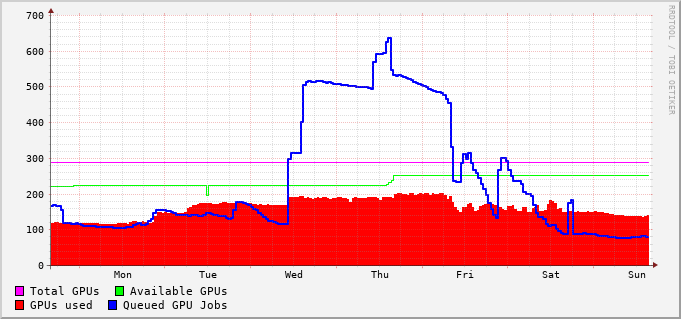 700
600
500
400
300
200
100
0
Mon Tue Wed Thu Fri Sat Sun
Total GPUs Available GPUs
GPUs used Queued GPU Jobs
RRDTOOL / TOBI OETIKER